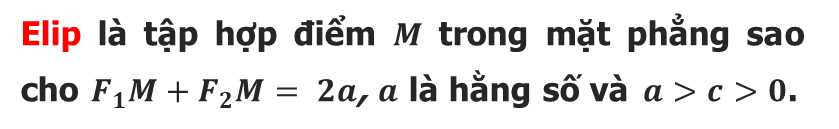 Elip là tập hợp điểm M trong mặt phẳng sao
cho F₁M + F₂M = 2a, a là hằng số và a > c > 0.